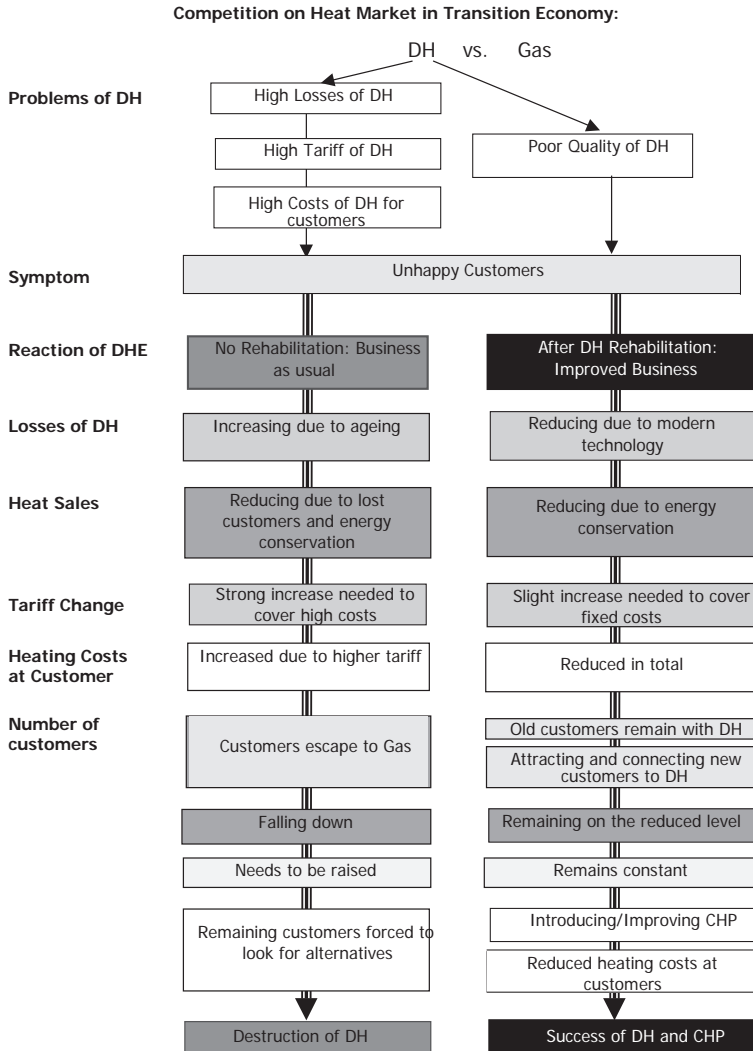 Competition on Heat Market in Transition Economy:
DH vs. Gas
Problems of DH
High Losses of DH
High Tariff of DH
Poor Quality of DH
High Costs of DH for
customers
Symptom
Unhappy Customers
Reaction of DHE
No Rehabilitation: Business
as usual
After DH Rehabilitation:
Improved Business
Losses of DH
Increasing due to ageing
Reducing due to modern
technology
Heat Sales
Reducing due to lost
customers and energy
conservation
Reducing due to energy
conservation
Tariff Change
Strong increase needed to
cover high costs
Slight increase needed to cover
fixed costs
Heating Costs
at Customer
Increased due to higher tariff
Reduced in total
Number of
customers
Customers escape to Gas
Old customers remain with DH
Attracting and connecting new
customers to DH
Falling down
Remaining on the reduced level
Needs to be raised
Remains constant
Remaining customers forced to
look for alternatives
Introducing/Improving CHP
Reduced heating costs at
customers
Destruction of DH
Success of DH and CHP